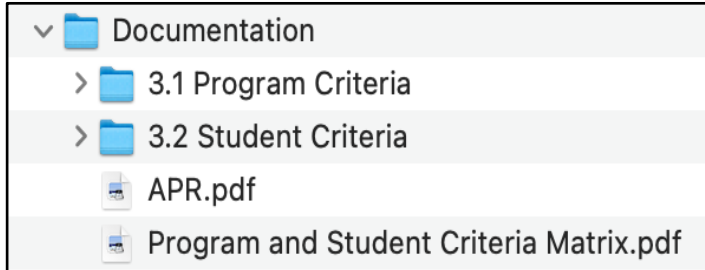 Documentation
3.1 Program Criteria
3.2 Student Criteria
APR.pdf
Program and Student Criteria Matrix.pdf